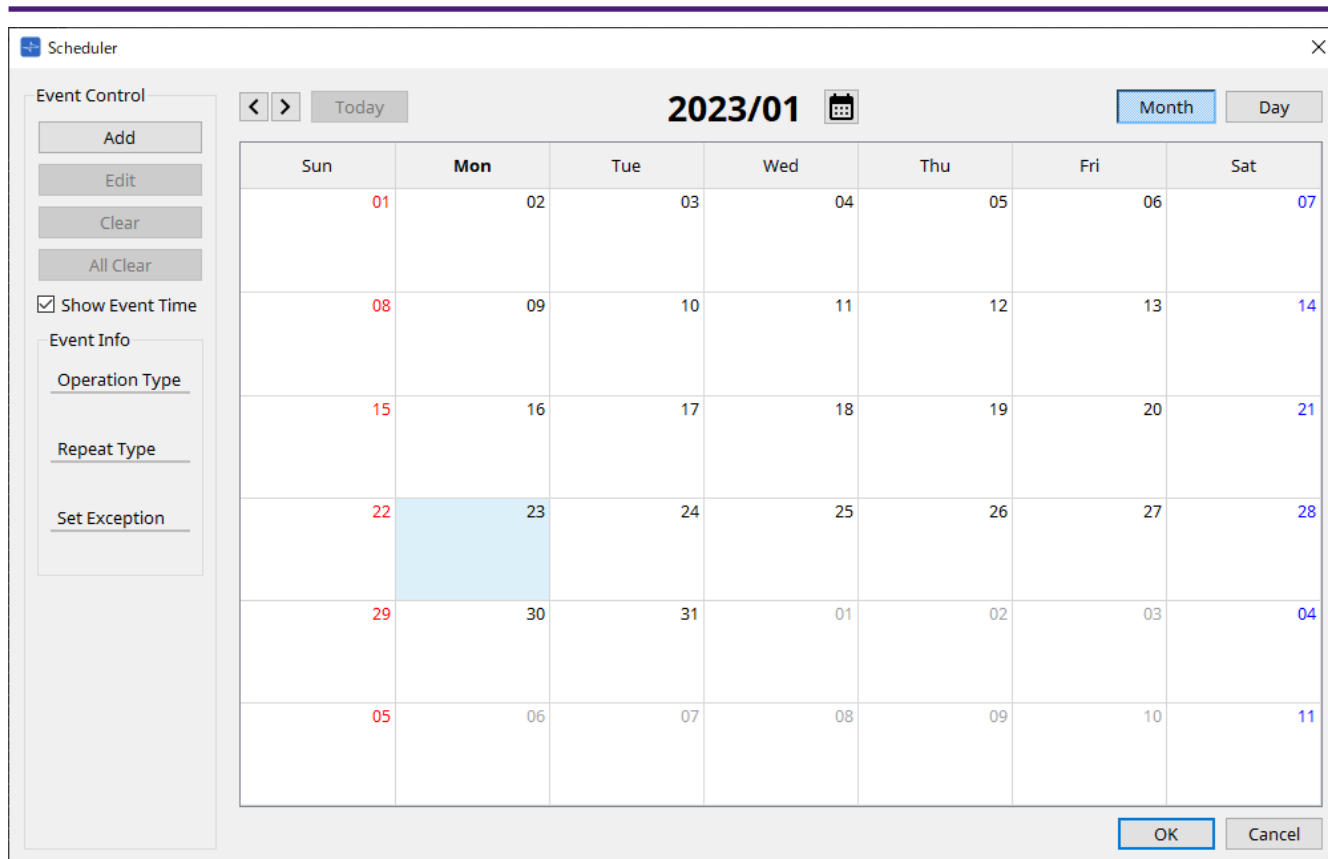 Scheduler
Event Control
Add
Edit
Clear
All Clear
Show Event Time
Event Info
Operation Type
Repeat Type
Set Exception
Today
2023/01
Month
Day
Sun Mon Tue Wed Thu Fri Sat
01 02 03 04 05 06 07
08 09 10 11 12 13 14
15 16 17 18 19 20 21
22 23 24 25 26 27 28
29 30 31 01 02 03 04
05 06 07 08 09 10 11
OK
Cancel